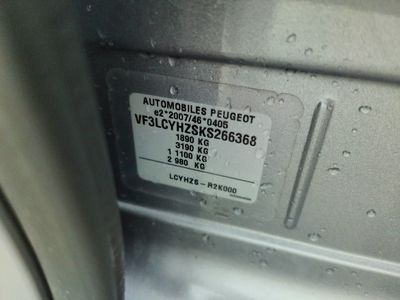 AUTOMOBILES PEUGEOT
e2*2007/46*0405
VF3LCYHZSKS266368
1890 KG
3190 KG
1 1100 KG
2 980 KG
LCYHZS-R2K000